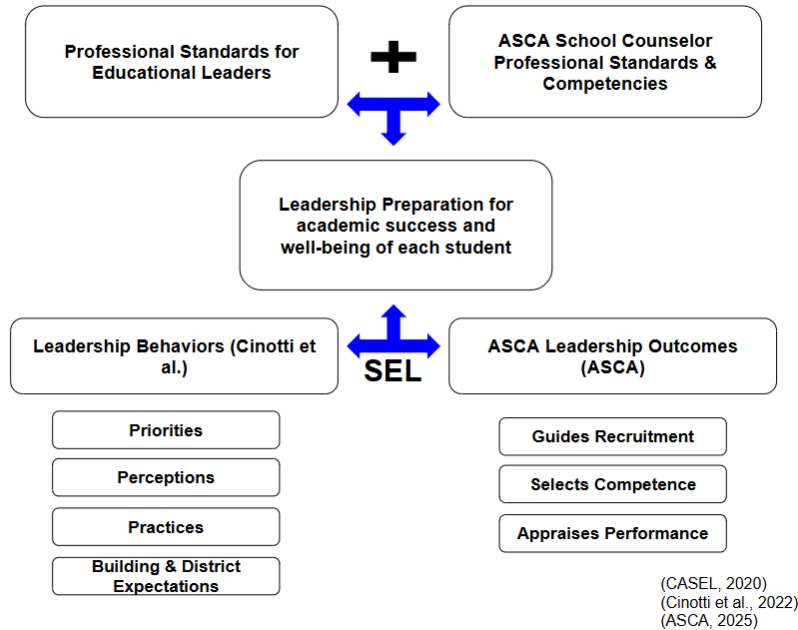 Professional Standards for
Educational Leaders
+
ASCA School Counselor
Professional Standards &
Competencies
Leadership Preparation for
academic success and
well-being of each student
Leadership Behaviors (Cinotti et
al.)
SEL
ASCA Leadership Outcomes
(ASCA)
Priorities
Perceptions
Practices
Building & District
Expectations
Guides Recruitment
Selects Competence
Appraises Performance
(CASEL, 2020)
(Cinotti et al., 2022)
(ASCA, 2025)